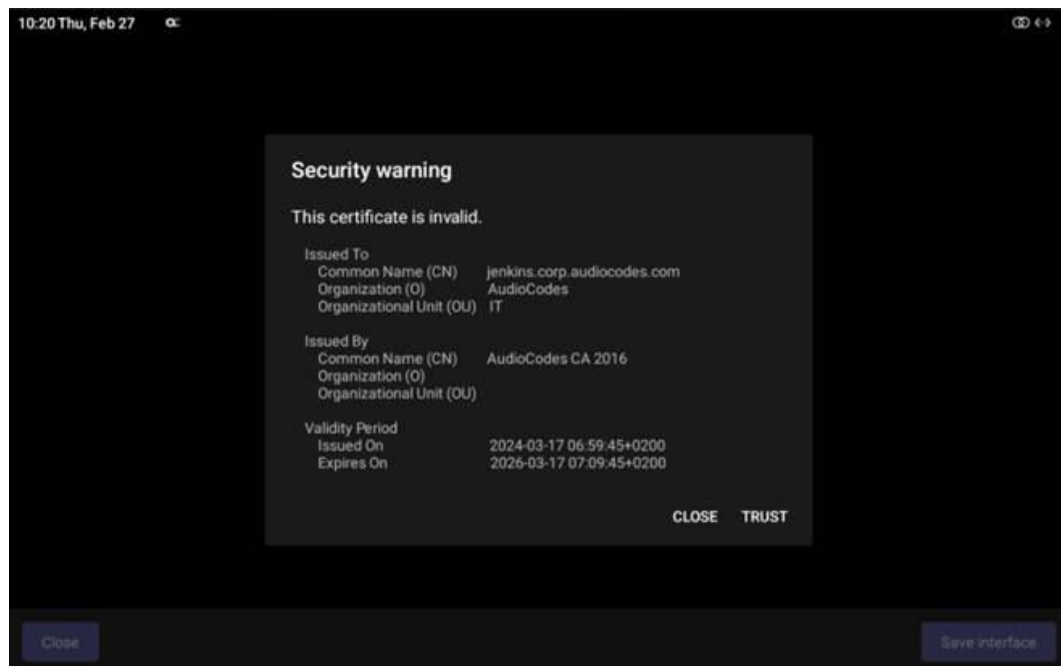 10:20 Thu, Feb 27
Security warning
This certificate is invalid.
Issued To
Common Name (CN) jenkins.corp.audiocodes.com
Organization (O) AudioCodes
Organizational Unit (OU) IT
Issued By
Common Name (CN) AudioCodes CA 2016
Organization (O)
Organizational Unit (OU)
Validity Period
Issued On 2024-03-17 06:59:45+0200
Expires On 2026-03-17 07:09:45+0200
CLOSE TRUST
Close Save interface